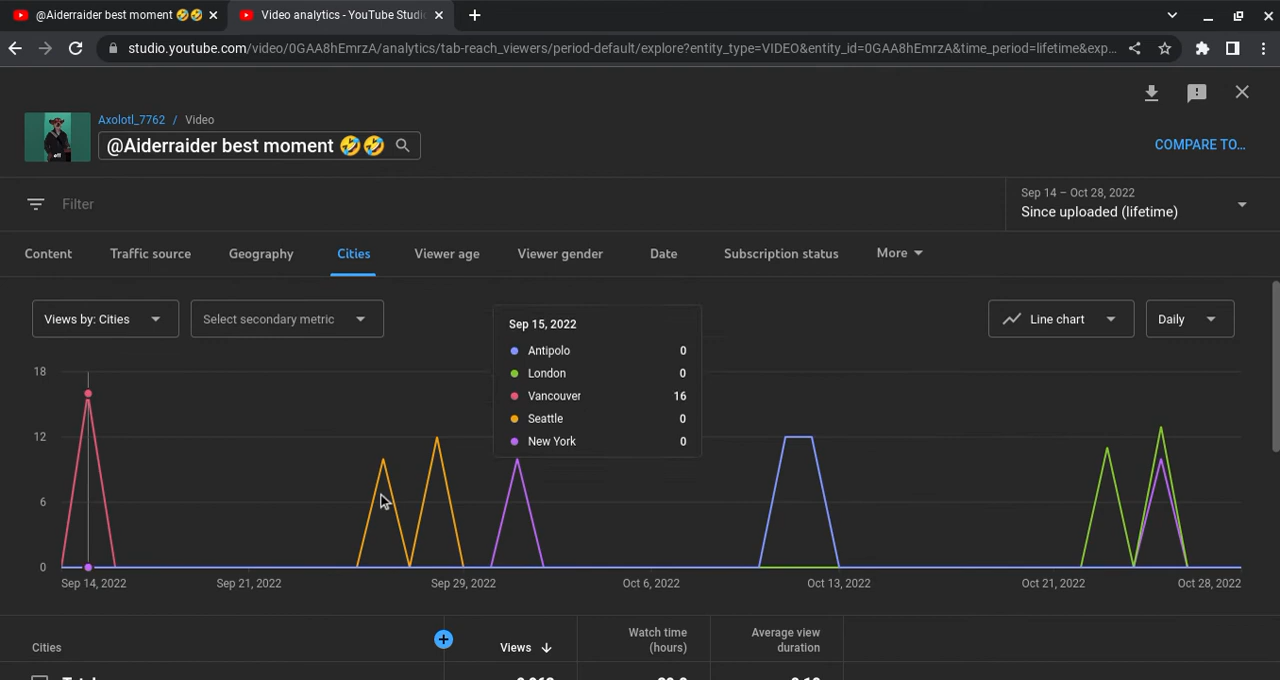 @Aiderraider best moment 🤣🤣
Video analytics - YouTube Studi
studio.youtube.com/video/0GAA8hEmrzA/analytics/tab-reach_viewers/period-default/explore?entity_type=VIDEO&entity_id=0GAA8hEmrzA&time_period=lifetime&exp...
Axolotl_7762 / Video
@Aiderraider best moment 🤣🤣
COMPARE TO...
Filter
Sep 14 – Oct 28, 2022
Since uploaded (lifetime)
Content Traffic source Geography Cities Viewer age Viewer gender Date Subscription status More
Views by: Cities Select secondary metric Line chart Daily
Sep 15, 2022
Antipolo 0
London 0
Vancouver 16
Seattle 0
New York 0
18
12
6
0
Sep 14, 2022 Sep 21, 2022 Sep 29, 2022 Oct 6, 2022 Oct 13, 2022 Oct 21, 2022 Oct 28, 2022
Cities
Views
Watch time
(hours)
Average view
duration